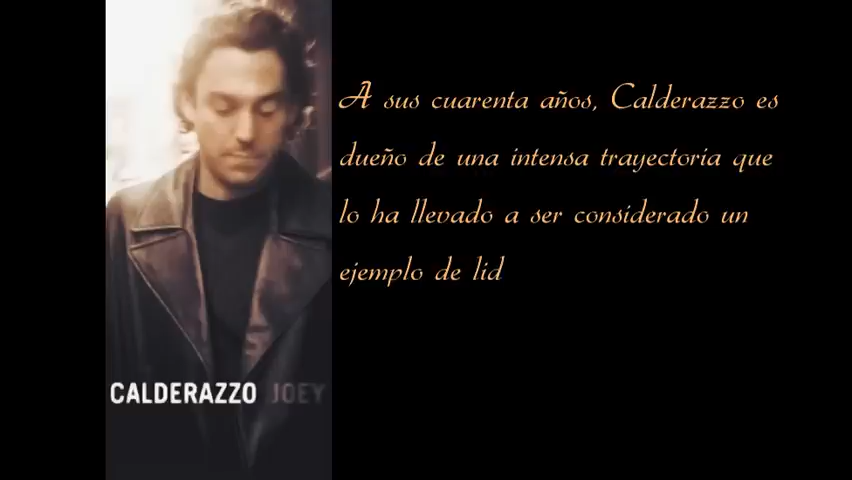 A sus cuarenta años, Calderazzo es
dueño de una intensa trayectoria que
lo ha llevado a ser considerado un
ejemplo de lid
CALDERAZZO JOEY